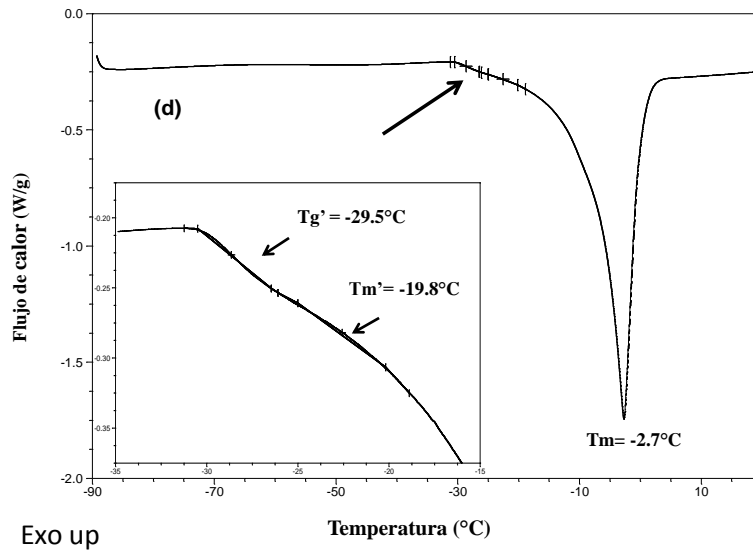 0.0
-0.5
-1.0
-1.5
-2.0
Flujo de calor (W/g)
(d)
-0.20
-0.25
-0.30
-0.35
Tg’ = -29.5°C
Tm’= -19.8°C
-35
-30
-25
-20
-15
Tm= -2.7°C
-90
-70
-50
-30
-10
10
Exo up
Temperatura (°C)